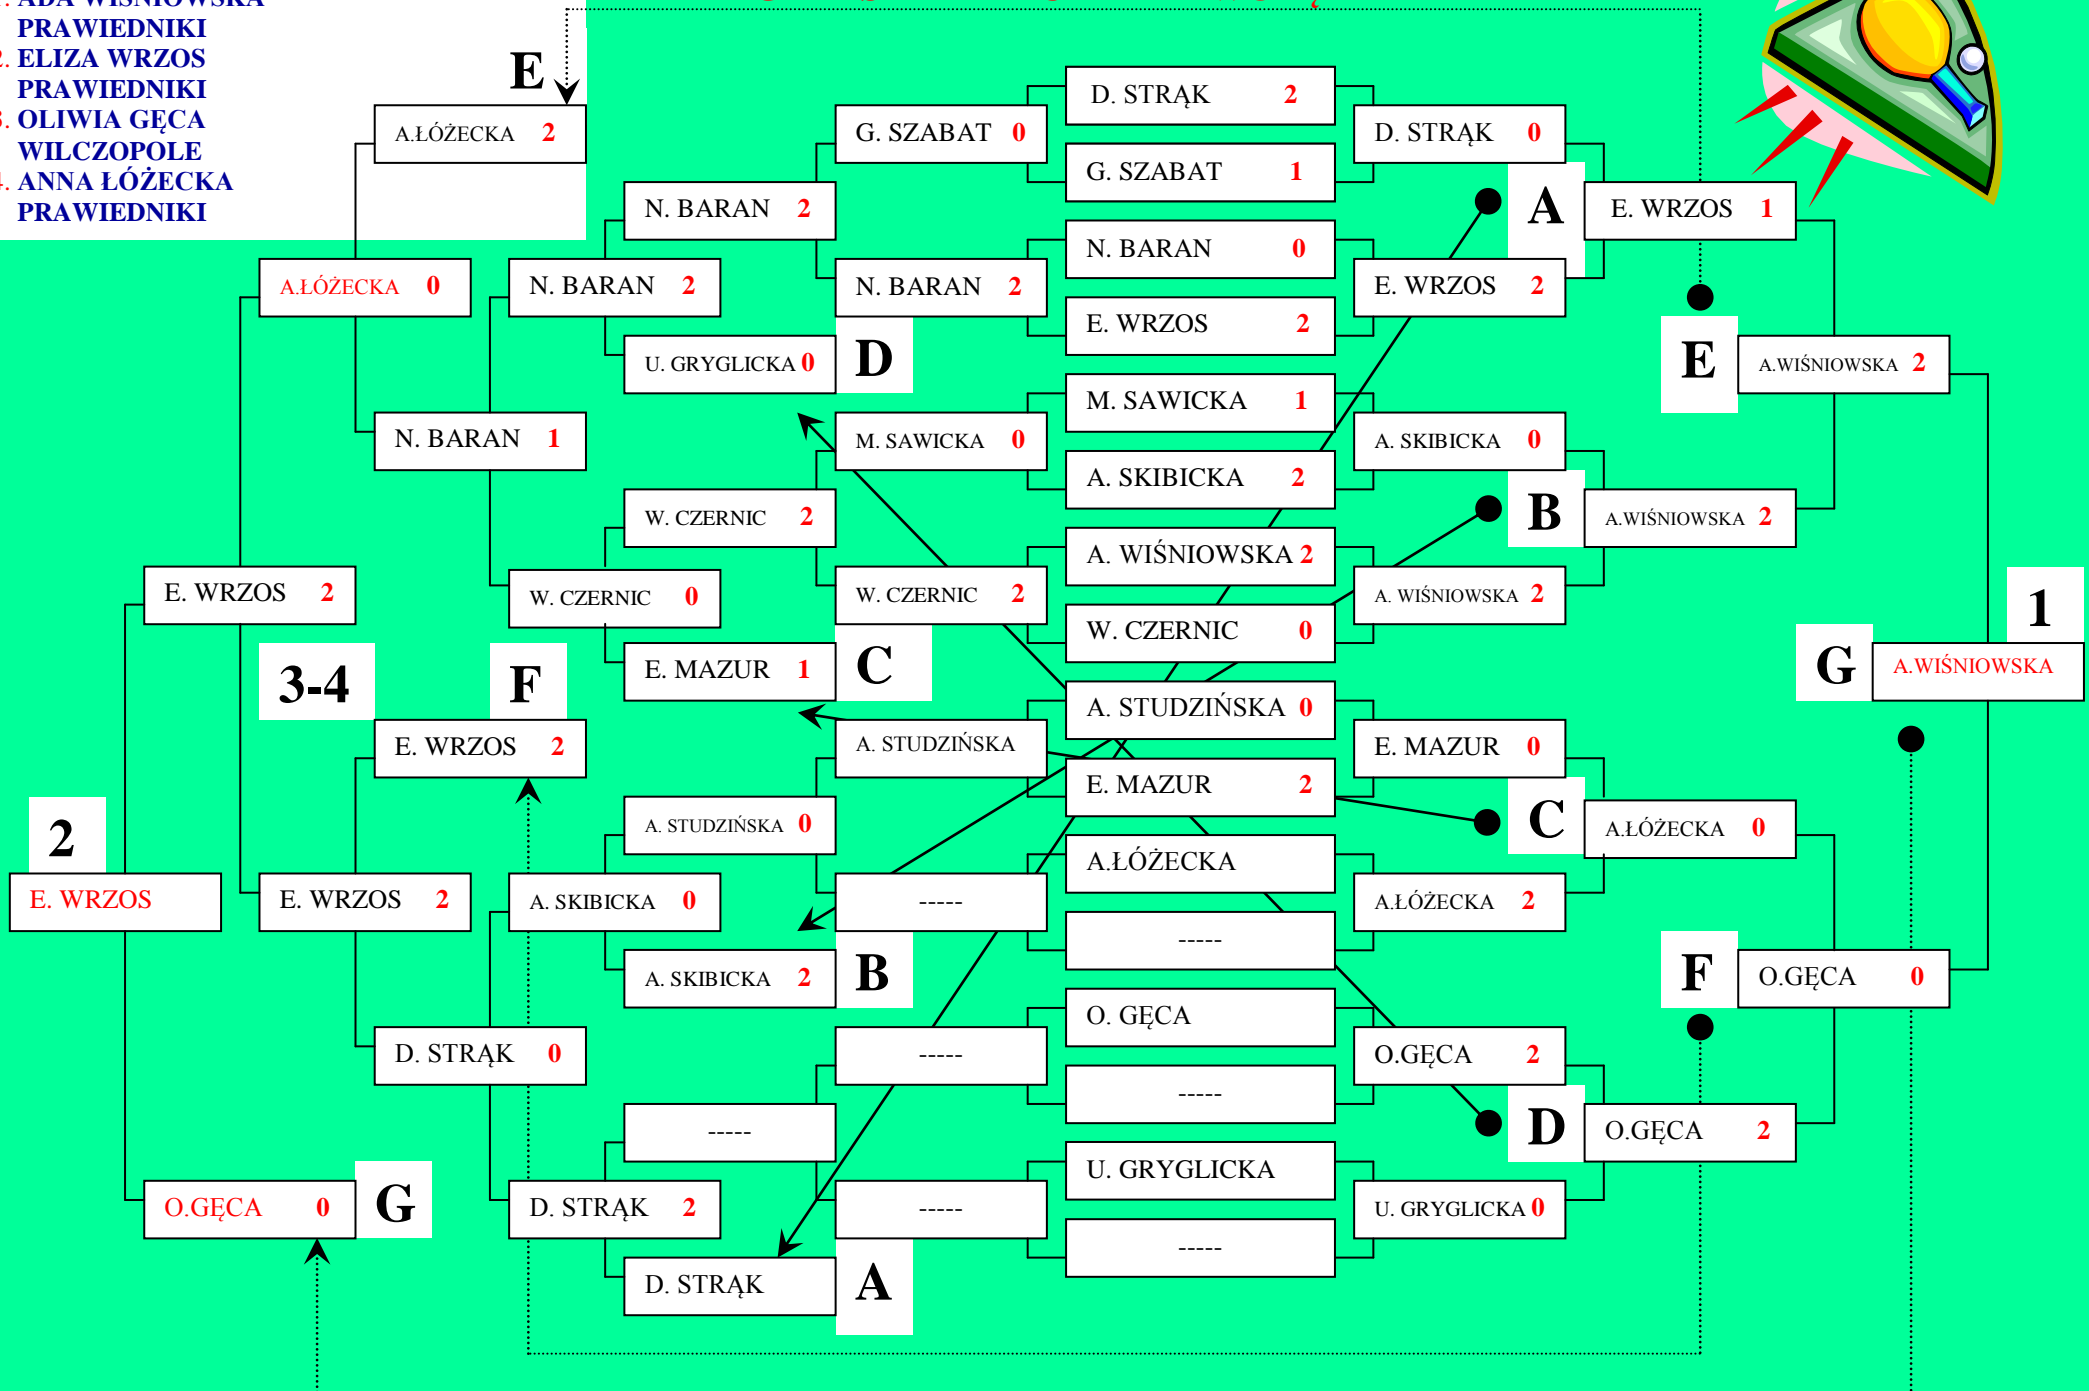 1. ADA WIŚNIOWSKA
PRAWIEDNIKI
2. ELIZA WRZOS
PRAWIEDNIKI
3. OLIWIA GĘCA
WILCZOPOLE
4. ANNA ŁÓŻECKA
PRAWIEDNIKI
E
A.ŁÓŻECKA 2
A.ŁÓŻECKA 0
N. BARAN 1
E. WRZOS 2
3-4
F
E. WRZOS 2
2
E. WRZOS
E. WRZOS 2
D. STRĄK 0
O.GĘCA 0
G
N. BARAN 2
N. BARAN 2
U. GRYGLICKA 0
D
W. CZERNIC 2
W. CZERNIC 0
E. MAZUR 1
C
A. STUDZIŃSKA 0
A. SKIBICKA 0
A. SKIBICKA 2
B
-----
D. STRĄK 2
D. STRĄK
A
G. SZABAT 0
N. BARAN 2
M. SAWICKA 0
W. CZERNIC 2
A. STUDZIŃSKA
-----
-----
-----
D. STRĄK 2
G. SZABAT 1
N. BARAN 0
E. WRZOS 2
M. SAWICKA 1
A. SKIBICKA 2
A. WIŚNIOWSKA 2
W. CZERNIC 0
A. STUDZIŃSKA 0
E. MAZUR 2
A.ŁÓŻECKA
-----
O. GĘCA
-----
U. GRYGLICKA
-----
D. STRĄK 0
A
E. WRZOS 2
A. SKIBICKA 0
B
A. WIŚNIOWSKA 2
E. MAZUR 0
C
A.ŁÓŻECKA 2
O.GĘCA 2
D
U. GRYGLICKA 0
E. WRZOS 1
A.WIŚNIOWSKA 2
A.ŁÓŻECKA 0
O.GĘCA 2
E
A.WIŚNIOWSKA 2
F
O.GĘCA 0
1
G
A.WIŚNIOWSKA